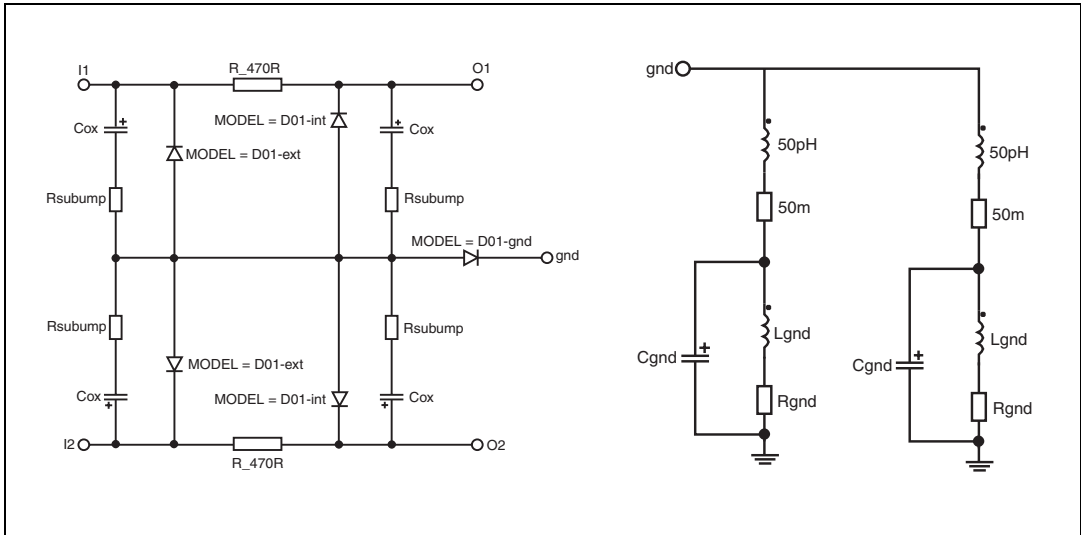 I1
R_470R
O1
Cox
+
MODEL = D01-int
+
Cox
MODEL = D01-ext
Rsubump
Rsubump
MODEL = D01-gnd
gnd
Rsubump
Rsubump
MODEL = D01-ext
Cox
+
MODEL = D01-int
+
Cox
I2
R_470R
O2
gnd
50pH
50pH
50m
50m
Lgnd
Lgnd
Cgnd
+
Cgnd
+
Rgnd
Rgnd